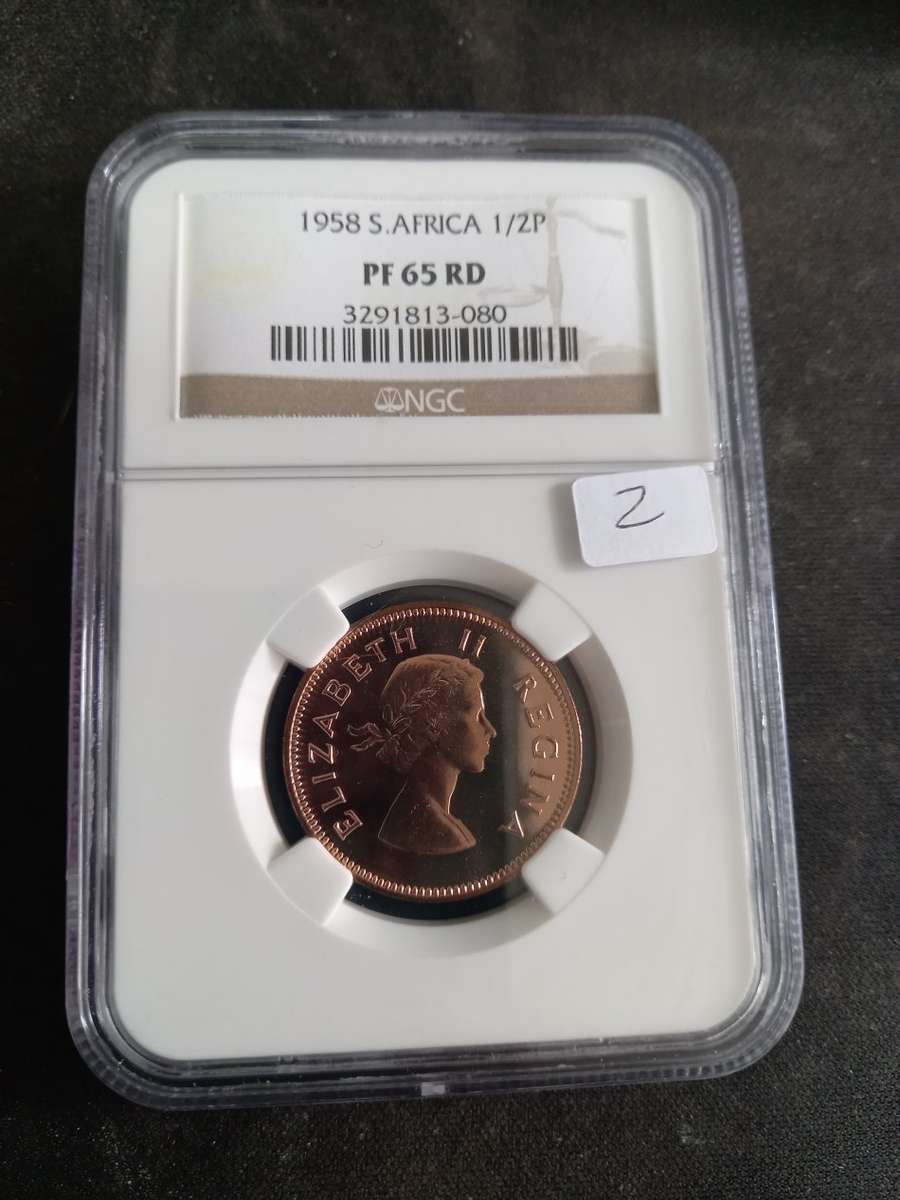 1958 S.AFRICA 1/2P
PF 65 RD
3291813-080
NGC
2
ELIZABETH II REGINA